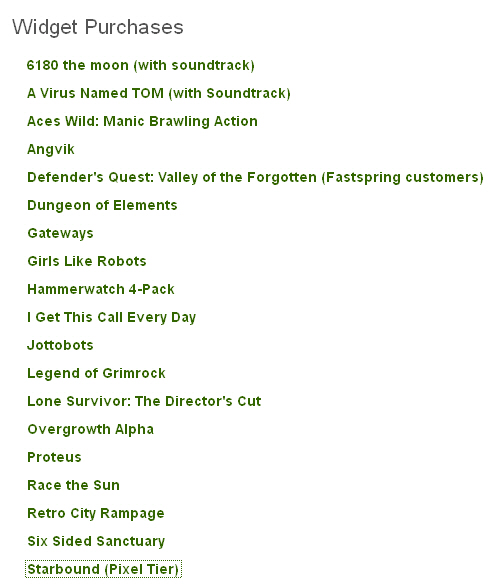 Widget Purchases
6180 the moon (with soundtrack)
A Virus Named TOM (with Soundtrack)
Aces Wild: Manic Brawling Action
Angvik
Defender's Quest: Valley of the Forgotten (Fastspring customers)
Dungeon of Elements
Gateways
Girls Like Robots
Hammerwatch 4-Pack
I Get This Call Every Day
Jottobots
Legend of Grimrock
Lone Survivor: The Director's Cut
Overgrowth Alpha
Proteus
Race the Sun
Retro City Rampage
Six Sided Sanctuary
Starbound (Pixel Tier)